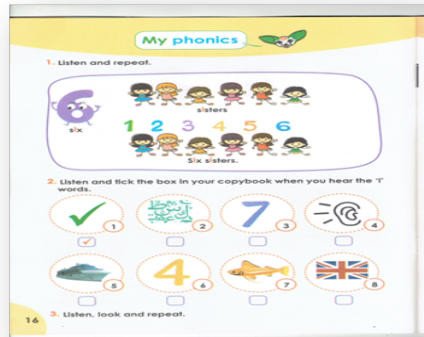 My phonics
1. Listen and repeat.
6
six
sisters
1 2 3 4 5 6
Six sisters.
2. Listen and tick the box in your copybook when you hear the 'i'
words.
1
2
7 3
4
5
4 6
7
8
3. Listen, look and repeat.
16